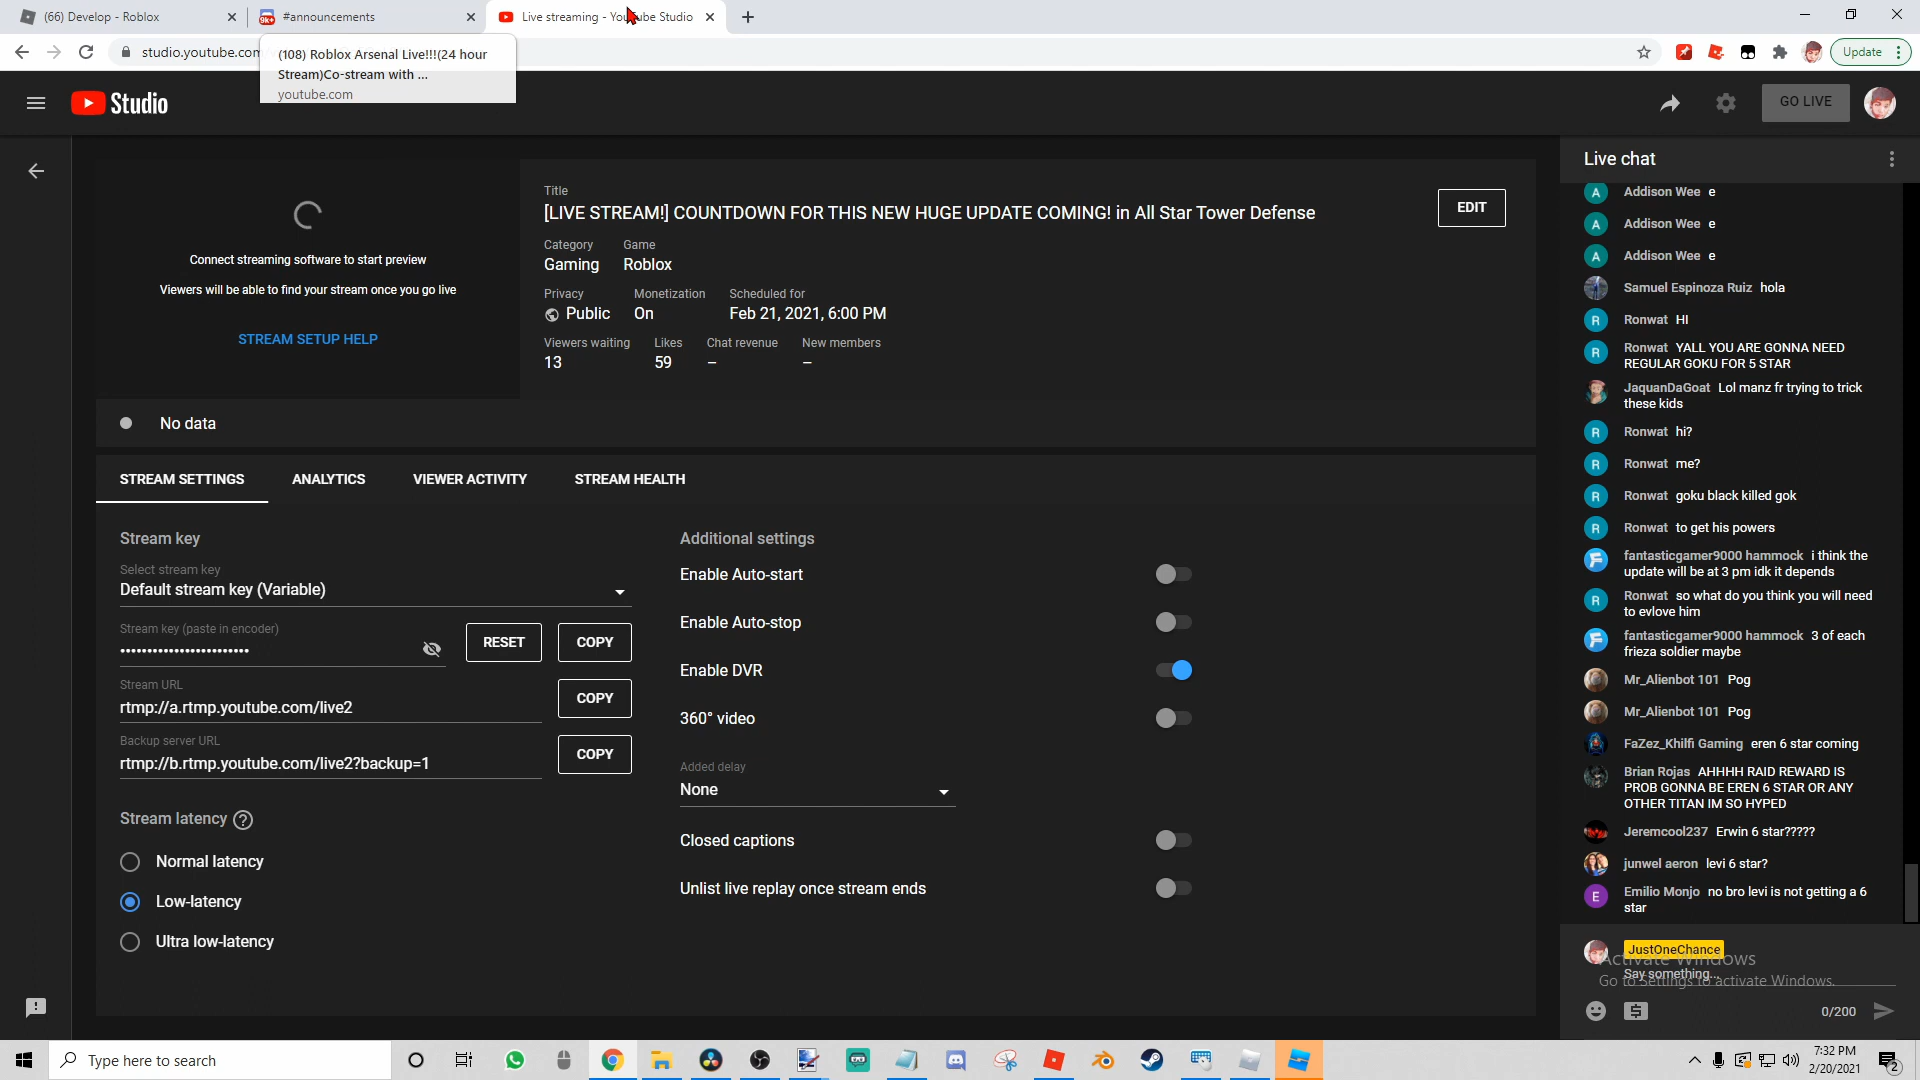 (66) Develop - Roblox
9k+
#announcements
Live streaming - YouTube Studio
studio.youtube.com
(108) Roblox Arsenal Live!!!(24 hour
Stream)Co-stream with ...
youtube.com
Update
Studio
GO LIVE
Connect streaming software to start preview
Viewers will be able to find your stream once you go live
STREAM SETUP HELP
Title
[LIVE STREAM!] COUNTDOWN FOR THIS NEW HUGE UPDATE COMING! in All Star Tower Defense
EDIT
Category Game
Gaming Roblox
Privacy Monetization Scheduled for
Public On Feb 21, 2021, 6:00 PM
Viewers waiting Likes Chat revenue New members
13 59 – –
No data
STREAM SETTINGS ANALYTICS VIEWER ACTIVITY STREAM HEALTH
Stream key
Select stream key
Default stream key (Variable)
Stream key (paste in encoder)
••••••••••••••••••••••••
RESET COPY
Stream URL
rtmp://a.rtmp.youtube.com/live2
COPY
Backup server URL
rtmp://b.rtmp.youtube.com/live2?backup=1
COPY
Stream latency ?
Normal latency
Low-latency
Ultra low-latency
Additional settings
Enable Auto-start
Enable Auto-stop
Enable DVR
360° video
Added delay
None
Closed captions
Unlist live replay once stream ends
Live chat
A Addison Wee e
A Addison Wee e
A Addison Wee e
Samuel Espinoza Ruiz hola
R Ronwat HI
R Ronwat YALL YOU ARE GONNA NEED
REGULAR GOKU FOR 5 STAR
JaquanDaGoat Lol manz fr trying to trick
these kids
R Ronwat hi?
R Ronwat me?
R Ronwat goku black killed gok
R Ronwat to get his powers
F fantasticgamer9000 hammock i think the
update will be at 3 pm idk it depends
R Ronwat so what do you think you will need
to evlove him
F fantasticgamer9000 hammock 3 of each
frieza soldier maybe
Mr_Alienbot 101 Pog
Mr_Alienbot 101 Pog
FaZez_Khilfi Gaming eren 6 star coming
Brian Rojas AHHHH RAID REWARD IS
PROB GONNA BE EREN 6 STAR OR ANY
OTHER TITAN IM SO HYPED
Jeremcool237 Erwin 6 star?????
junwel aeron levi 6 star?
E Emilio Monjo no bro levi is not getting a 6
star
JustOneChance
Activate Windows
Say something...
Go to Settings to activate Windows.
0/200
Type here to search
7:32 PM
2/20/2021
2